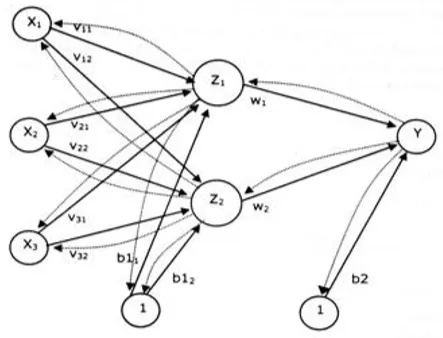 X₁
V₁₁
V₁₂
Z₁
W₁
X₂
V₂₁
V₂₂
Y
Z₂
W₂
V₃₁
X₃
V₃₂
b1₁
b1₂
b2
1
1